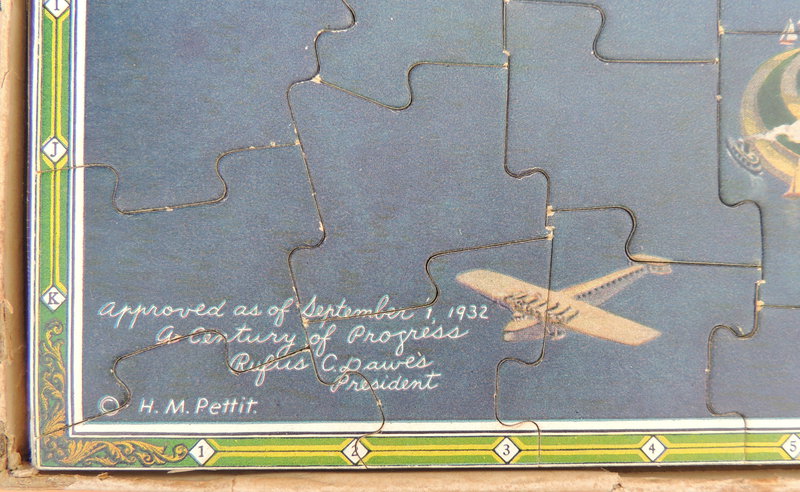 I
J
K
Approved as of September 1, 1932
A Century of Progress
Rufus C. Dawes
President
© H. M. Pettit.
1 2 3 4 5